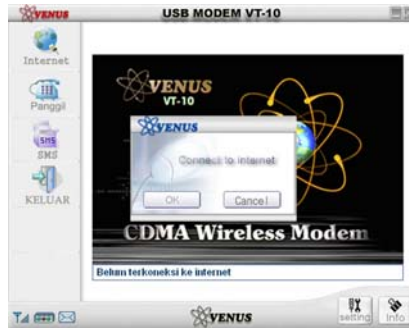 VENUS
USB MODEM VT-10
Internet
Panggil
SMS
SMS
KELUAR
VENUS
VT-10
VENUS
Connect to internet
OK
Cancel
CDMA Wireless Modem
Belum terkoneksi ke internet
VENUS
setting
Info